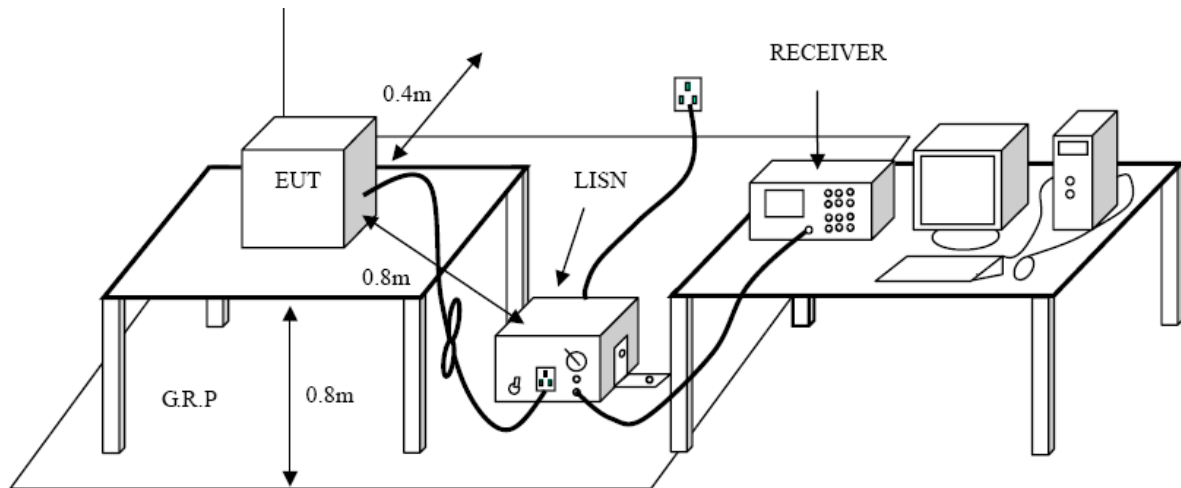 RECEIVER
0.4m
EUT
LISN
0.8m
G.R.P
0.8m